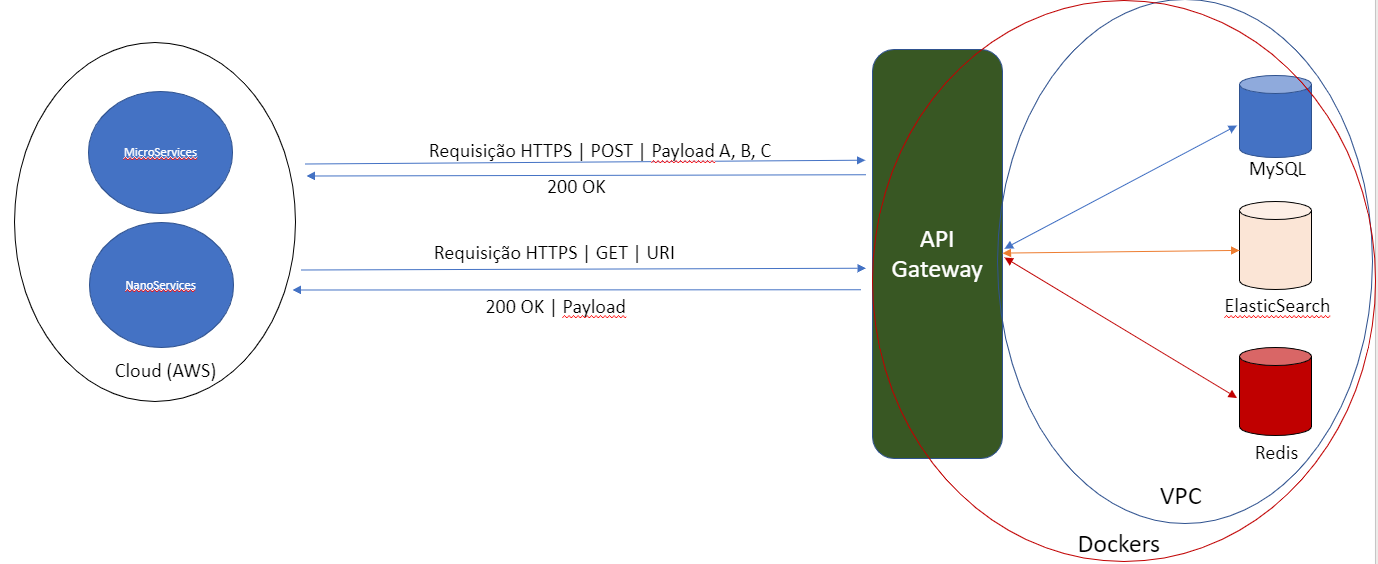 MicroServices
NanoServices
Cloud (AWS)
Requisição HTTPS | POST | Payload A, B, C
200 OK
Requisição HTTPS | GET | URI
200 OK | Payload
API
Gateway
MySQL
ElasticSearch
Redis
VPC
Dockers